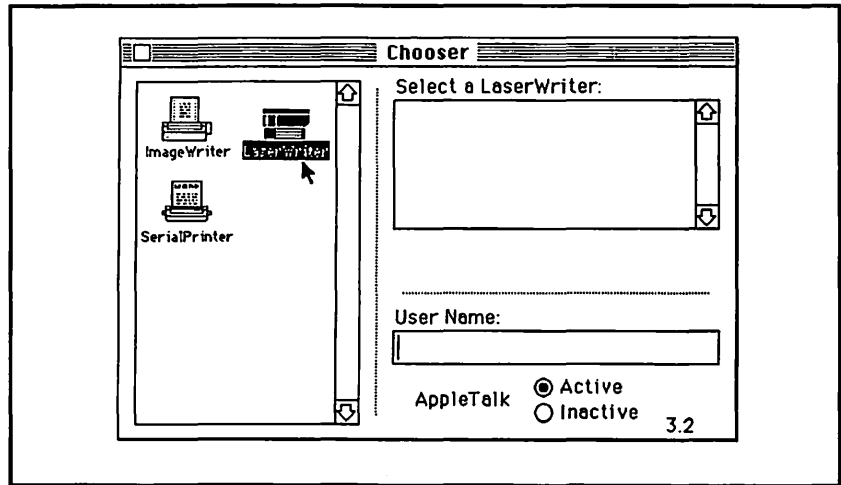 Chooser
ImageWriter
LaserWriter
SerialPrinter
Select a LaserWriter:
User Name:
AppleTalk
Active
Inactive
3.2